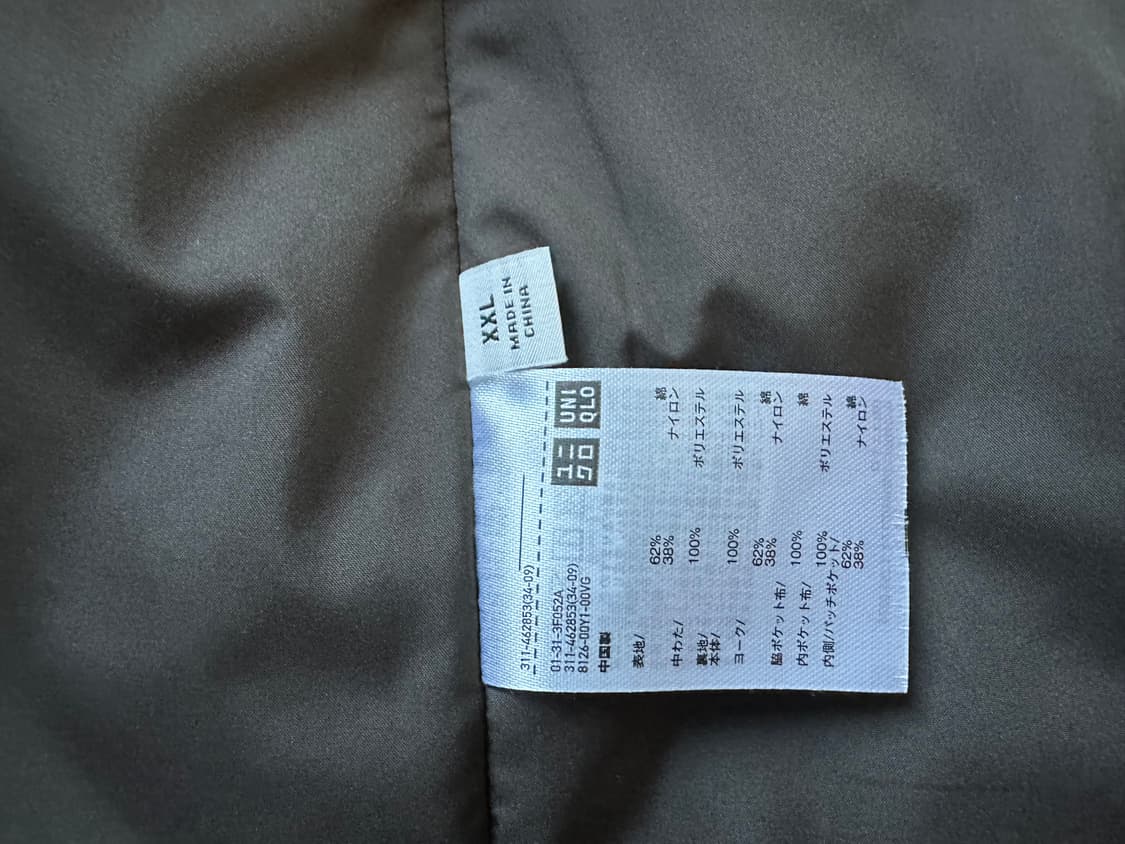 XXL
MADE IN
CHINA
311-462853(34-09)
ユニ UNI
クロ QLO
01-31-3F052A
311-462853(34-09)
8126-00Y1-00VG
中国製
表地/
62% 綿
38% ナイロン
中わた/
100% ポリエステル
裏地/
本体/
100% ポリエステル
ヨーク/
62% 綿
38% ナイロン
脇ポケット布/
100% 綿
内ポケット布/
100% ポリエステル
内側/パッチポケット/
62% 綿
38% ナイロン